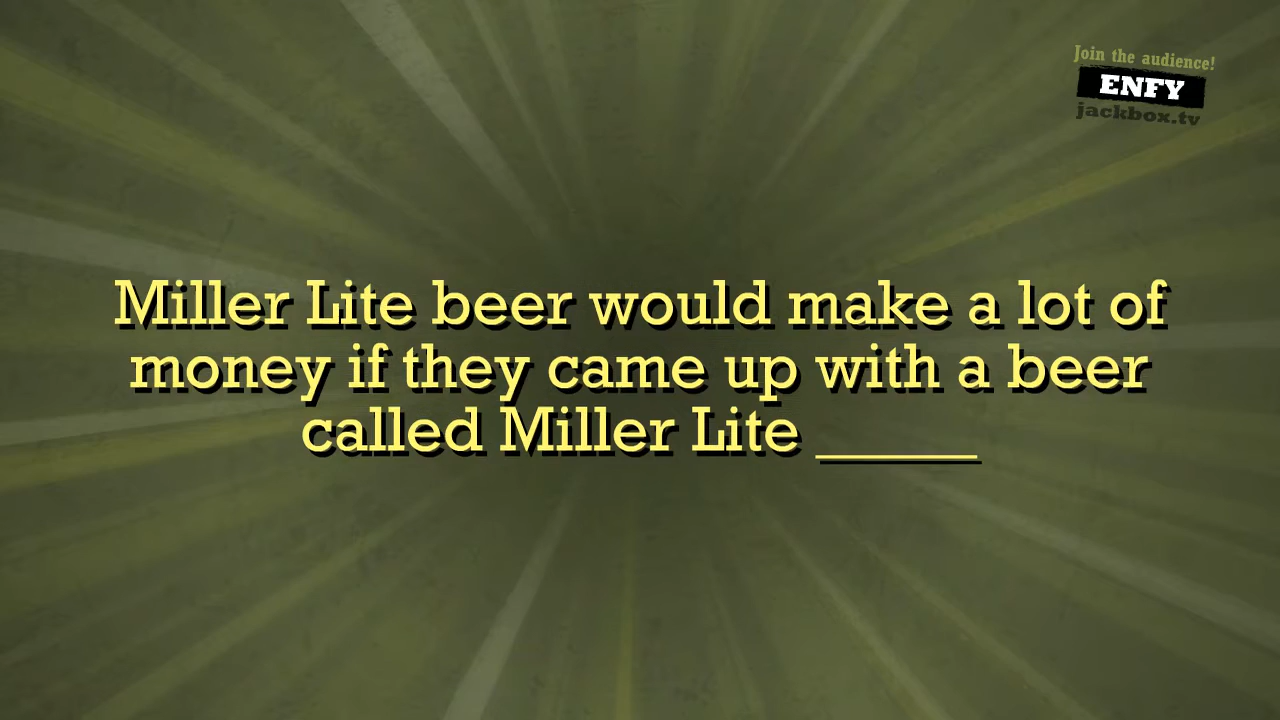 Join the audience!
ENFY
jackbox.tv
Miller Lite beer would make a lot of
money if they came up with a beer
called Miller Lite ______